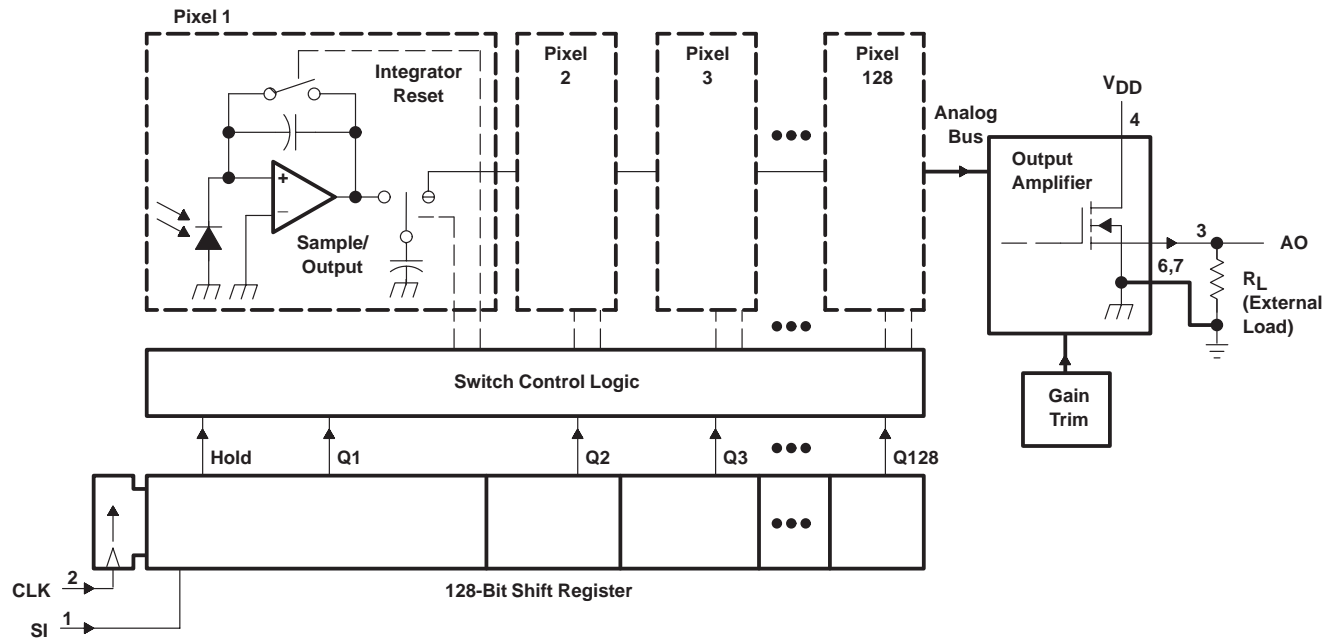 Pixel 1
Integrator
Reset
+
–
Sample/
Output
Pixel
2
Pixel
3
Pixel
128
Analog
Bus
VDD
4
Output
Amplifier
3
AO
6,7
RL
(External
Load)
Gain
Trim
Switch Control Logic
Hold
Q1
Q2
Q3
Q128
CLK
2
SI
1
128-Bit Shift Register